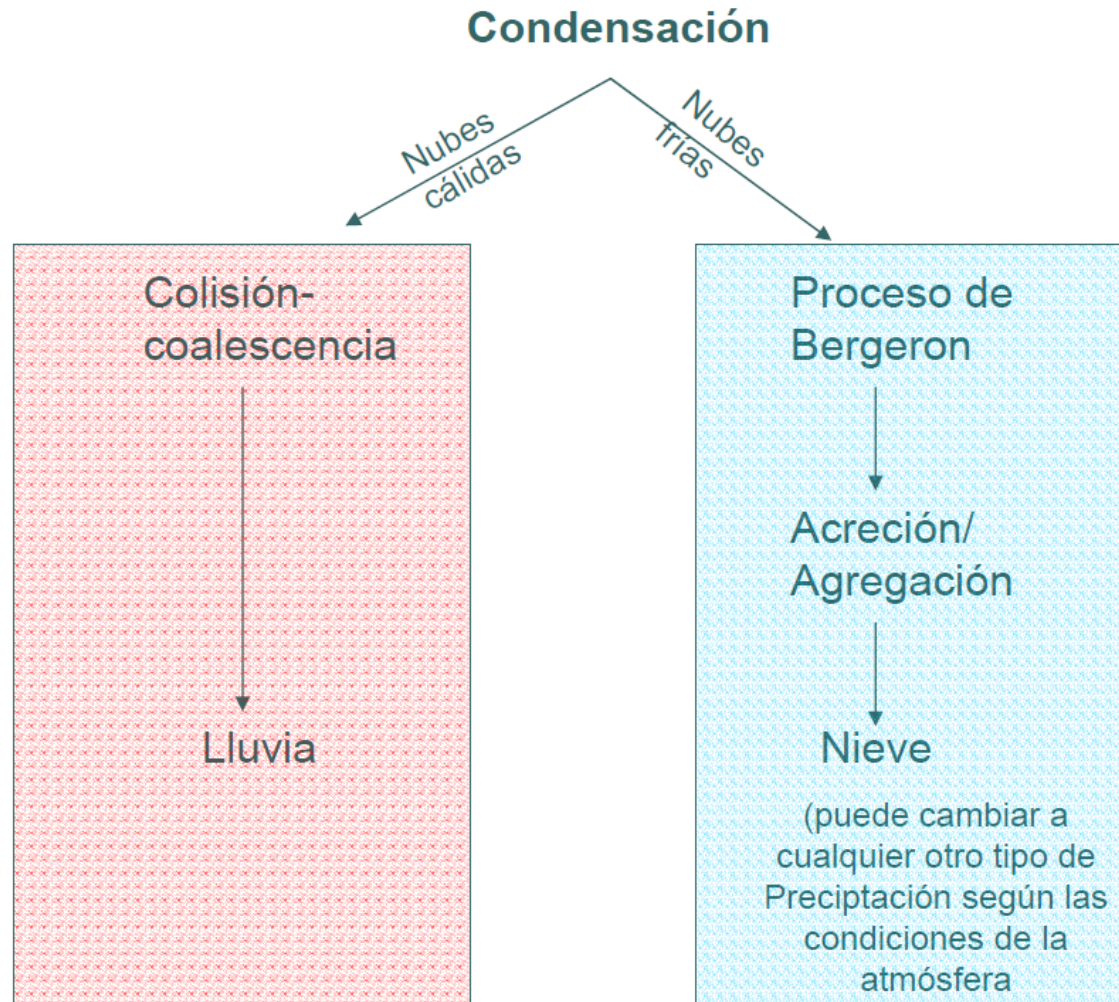 Condensación
Nubes
cálidas
Nubes
frías
Colisión-
coalescencia
Lluvia
Proceso de
Bergeron
Acreción/
Agregación
Nieve
(puede cambiar a
cualquier otro tipo de
Preciptación según las
condiciones de la
atmósfera